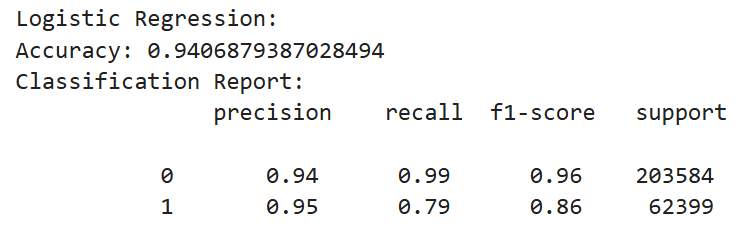 Logistic Regression:
Accuracy: 0.9406879387028494
Classification Report:
precision recall f1-score support
0 0.94 0.99 0.96 203584
1 0.95 0.79 0.86 62399